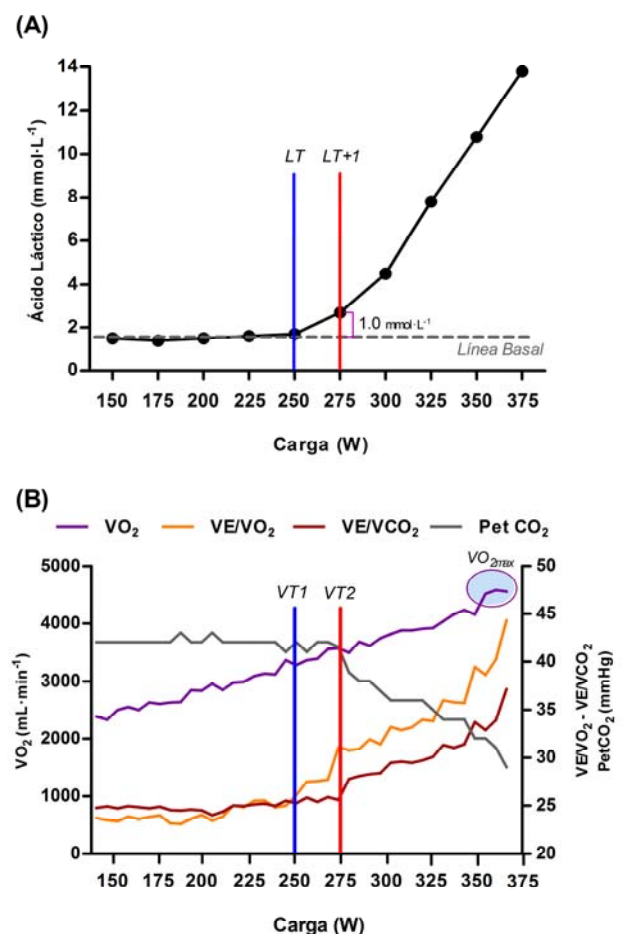 (A)
14
12
10
8
6
4
2
0
Ácido Láctico (mmol·L⁻¹)
LT
LT+1
1.0 mmol·L⁻¹
Línea Basal
150 175 200 225 250 275 300 325 350 375
Carga (W)
(B)
VO₂ VE/VO₂ VE/VCO₂ Pet CO₂
VO₂max
VT1 VT2
5000
4000
3000
2000
1000
0
VO₂ (mL·min⁻¹)
50
45
40
35
30
25
20
VE/VO₂ - VE/VCO₂
PetCO₂ (mmHg)
150 175 200 225 250 275 300 325 350 375
Carga (W)